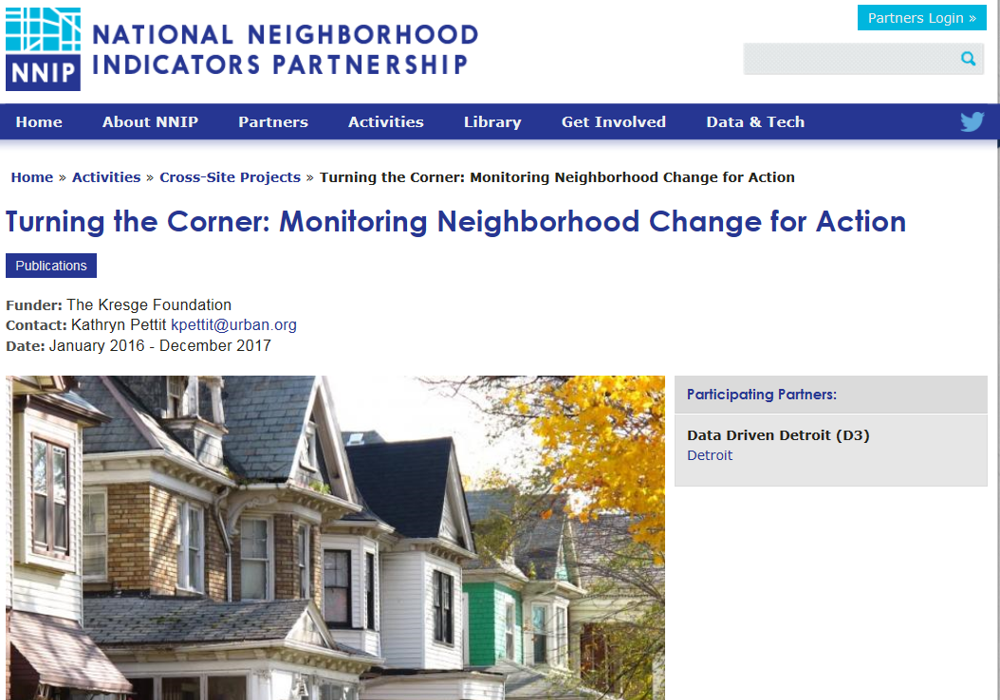 NNIP
NATIONAL NEIGHBORHOOD
INDICATORS PARTNERSHIP
Partners Login »
Home About NNIP Partners Activities Library Get Involved Data & Tech
Home » Activities » Cross-Site Projects » Turning the Corner: Monitoring Neighborhood Change for Action
Turning the Corner: Monitoring Neighborhood Change for Action
Publications
Funder: The Kresge Foundation
Contact: Kathryn Pettit kpettit@urban.org
Date: January 2016 - December 2017
Participating Partners:
Data Driven Detroit (D3)
Detroit